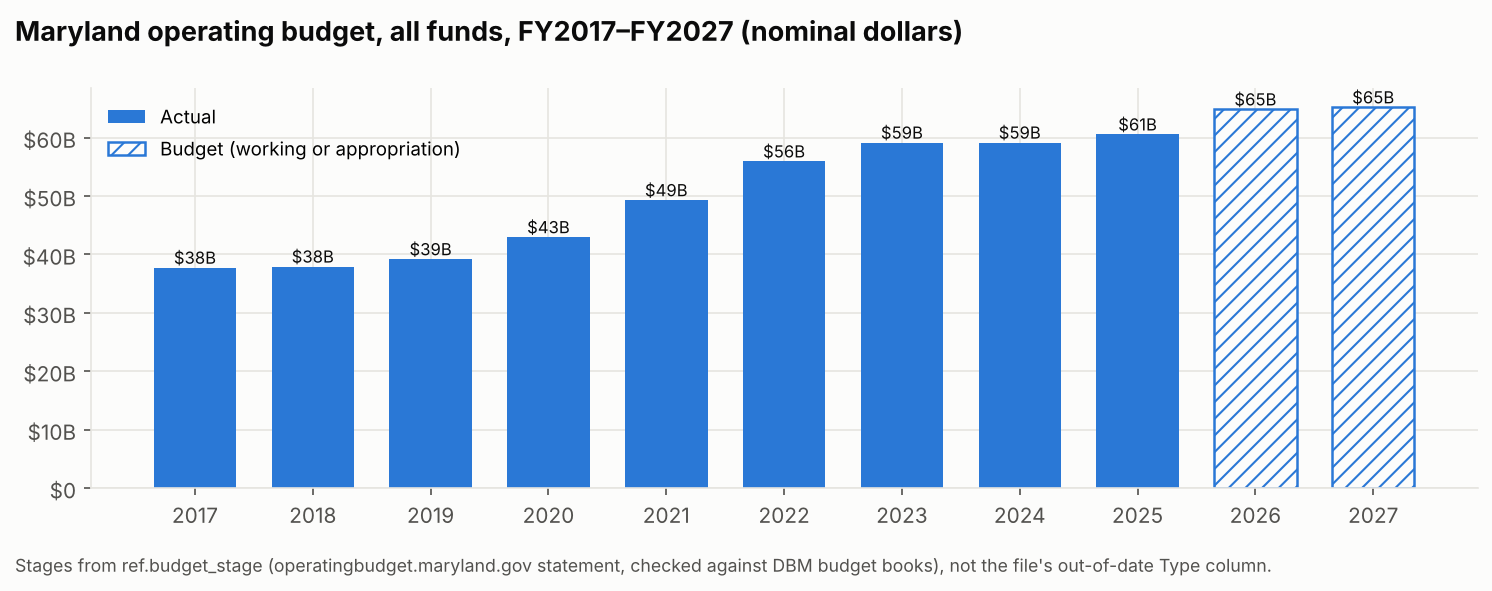 Maryland operating budget, all funds, FY2017–FY2027 (nominal dollars)
Actual
Budget (working or appropriation)
$60B
$50B
$40B
$30B
$20B
$10B
$0
$38B
$38B
$39B
$43B
$49B
$56B
$59B
$59B
$61B
$65B
$65B
2017 2018 2019 2020 2021 2022 2023 2024 2025 2026 2027
Stages from ref.budget_stage (operatingbudget.maryland.gov statement, checked against DBM budget books), not the file's out-of-date Type column.